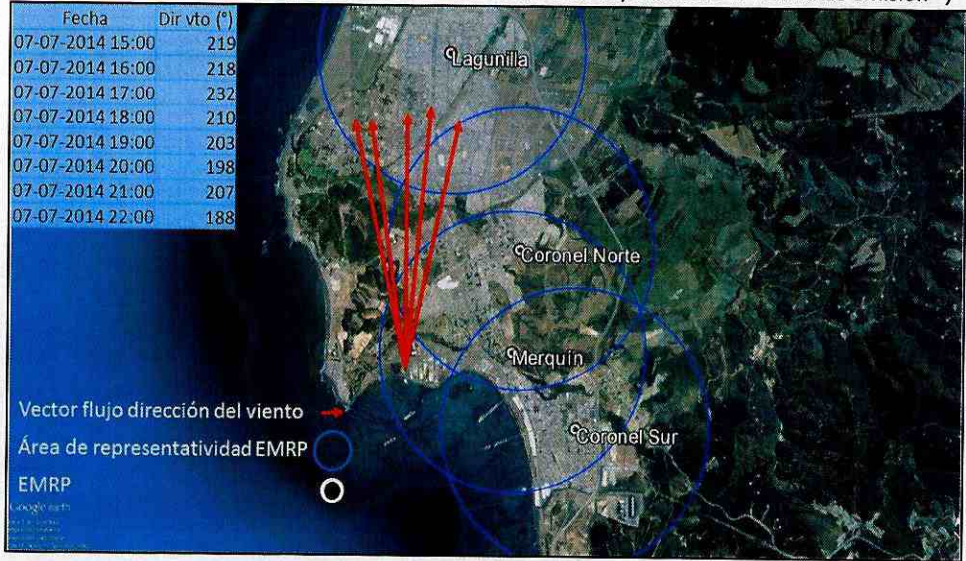 Fecha Dir vto (°)
07-07-2014 15:00 219
07-07-2014 16:00 218
07-07-2014 17:00 232
07-07-2014 18:00 210
07-07-2014 19:00 203
07-07-2014 20:00 198
07-07-2014 21:00 207
07-07-2014 22:00 188
Lagunilla
Coronel Norte
Merquín
Coronel Sur
Vector flujo dirección del viento
Área de representatividad EMRP
EMRP
Google earth